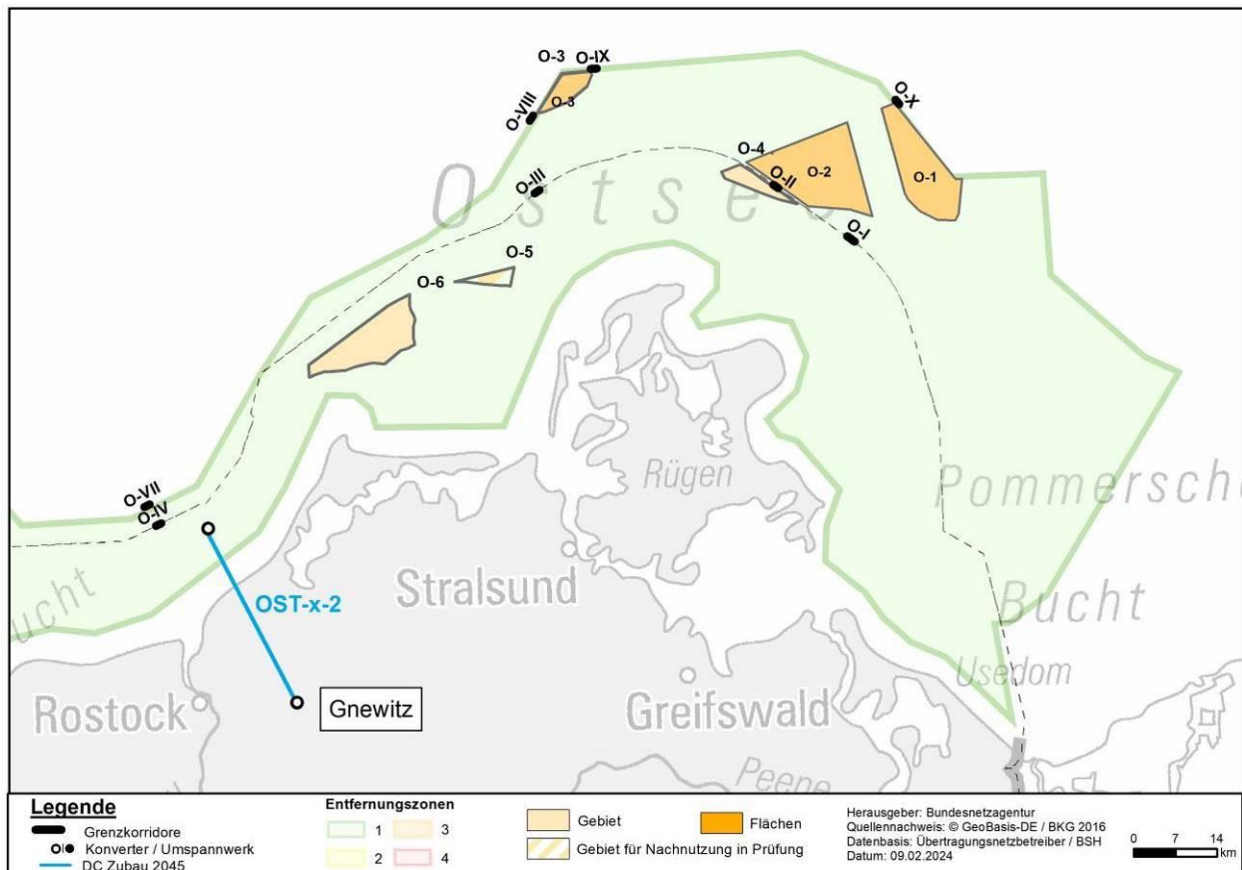 O-3
O-IX
O-3
O-VIII
O-X
O-4
O-III
O-II
O-2
O-1
Ostsee
O-I
O-5
O-6
Rügen
O-VII
O-IV
Pommersche
Stralsund
OST-x-2
Bucht
ucht
Usedom
Rostock
Gnewitz
Greifswald
Peene
Legende
Grenzkorridore
Konverter / Umspannwerk
DC Zubau 2045
Entfernungszonen
1
3
2
4
Gebiet
Flächen
Gebiet für Nachnutzung in Prüfung
Herausgeber: Bundesnetzagentur
Quellennachweis: © GeoBasis-DE / BKG 2016
Datenbasis: Übertragungsnetzbetreiber / BSH
Datum: 09.02.2024
0 7 14
km